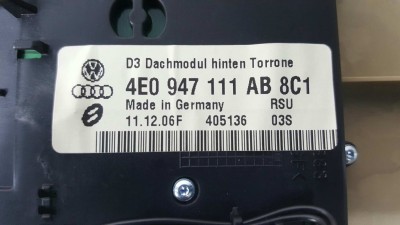 D3 Dachmodul hinten Torrone
4E0 947 111 AB 8C1
Made in Germany RSU
11.12.06F 405136 03S